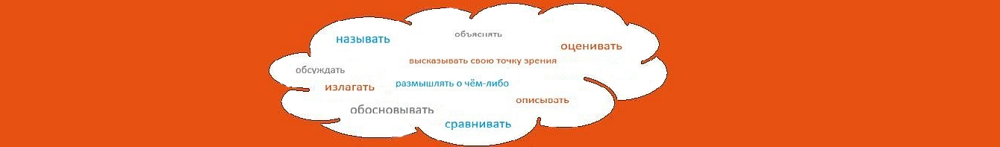 объяснять
называть
оценивать
высказывать свою точку зрения
обсуждать
размышлять о чём-либо
излагать
описывать
обосновывать
сравнивать